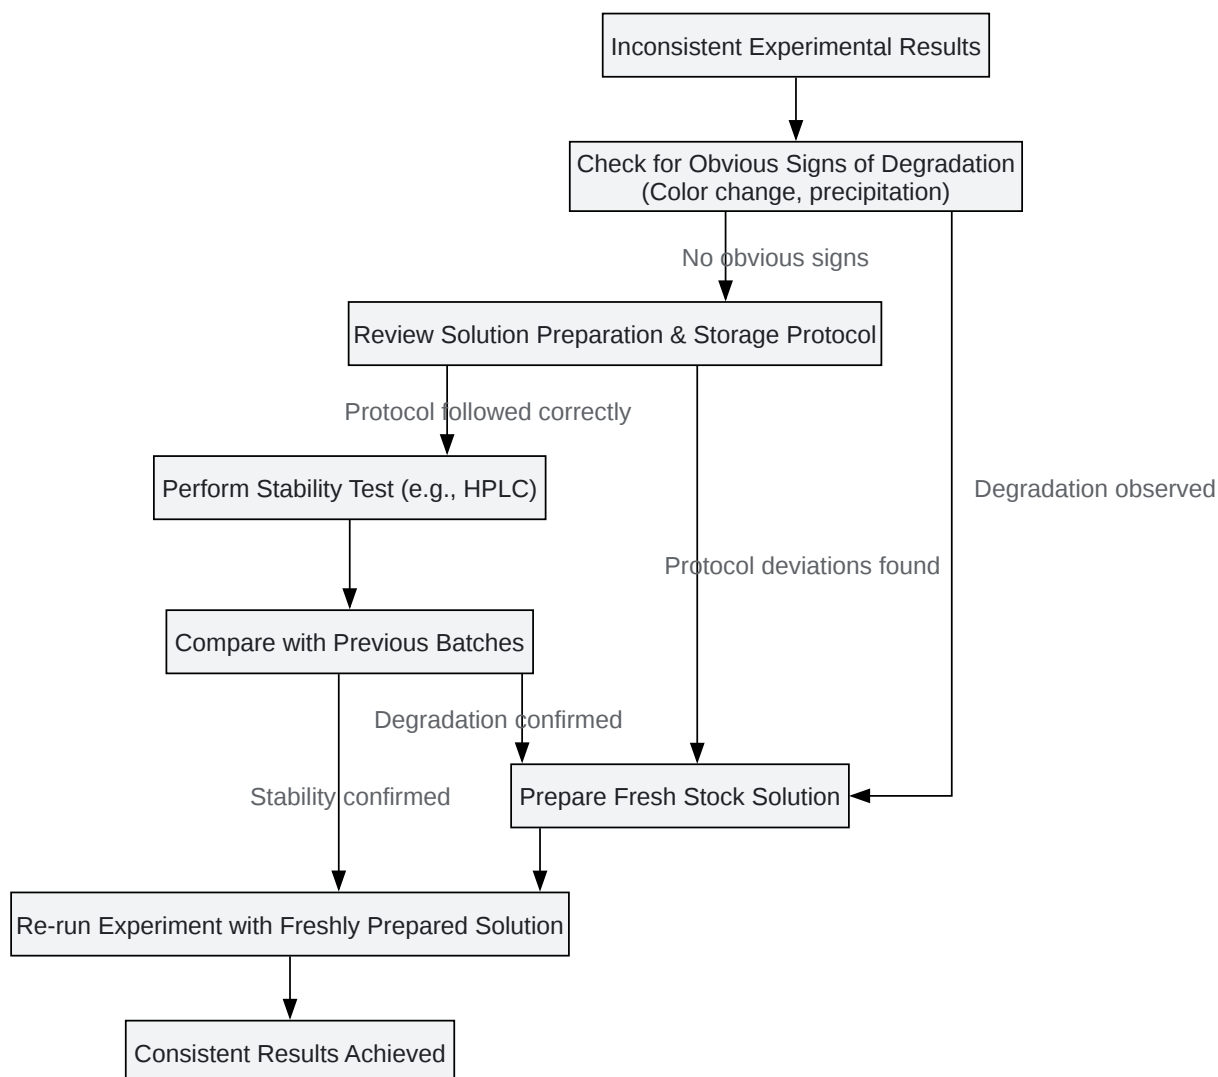 Inconsistent Experimental Results
Check for Obvious Signs of Degradation
(Color change, precipitation)
No obvious signs
Review Solution Preparation & Storage Protocol
Protocol followed correctly
Perform Stability Test (e.g., HPLC)
Degradation observed
Protocol deviations found
Compare with Previous Batches
Degradation confirmed
Stability confirmed
Prepare Fresh Stock Solution
Re-run Experiment with Freshly Prepared Solution
Consistent Results Achieved